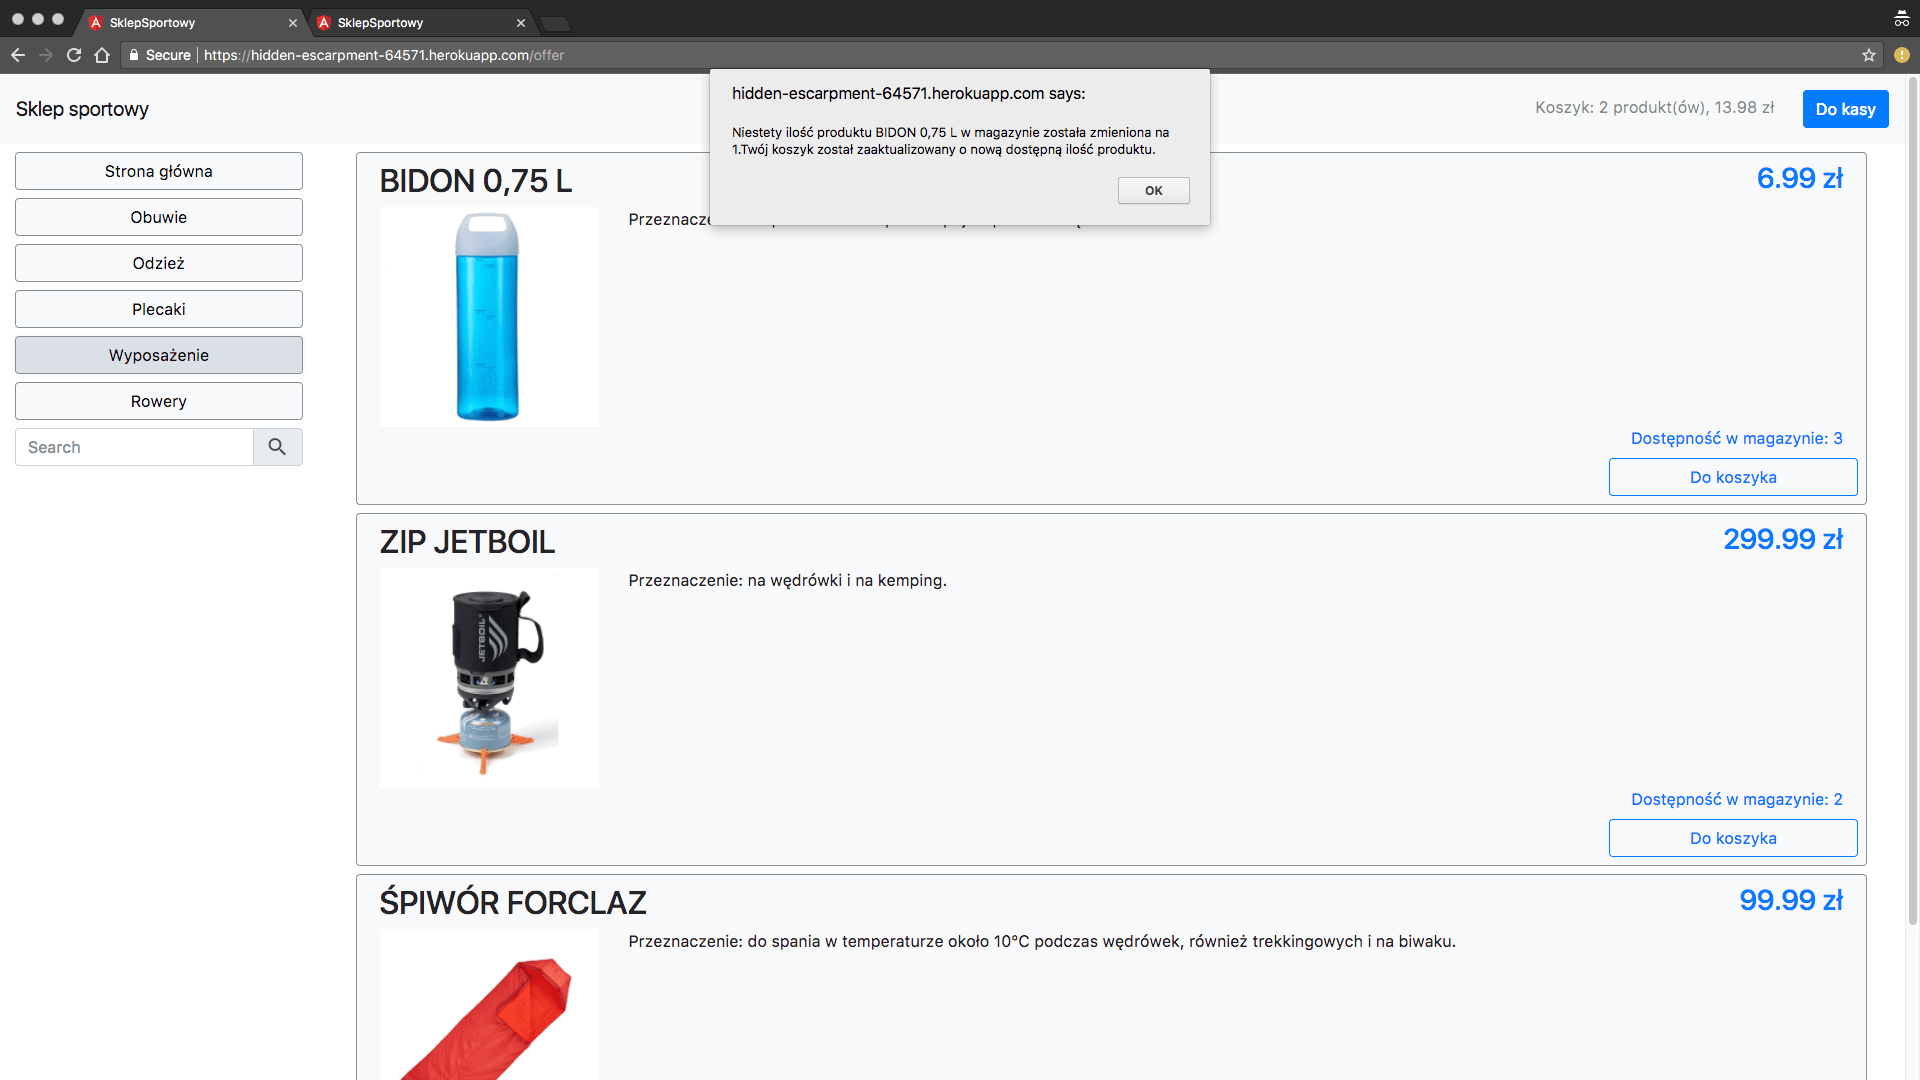 SklepSportowy
SklepSportowy
Secure
https://hidden-escarpment-64571.herokuapp.com/offer
hidden-escarpment-64571.herokuapp.com says:
Niestety ilość produktu BIDON 0,75 L w magazynie została zmieniona na
1.Twój koszyk został zaaktualizowany o nową dostępną ilość produktu.
OK
Sklep sportowy
Koszyk: 2 produkt(ów), 13.98 zł
Do kasy
Strona główna
Obuwie
Odzież
Plecaki
Wyposażenie
Rowery
Search
BIDON 0,75 L
6.99 zł
Dostępność w magazynie: 3
Do koszyka
ZIP JETBOIL
299.99 zł
Przeznaczenie: na wędrówki i na kemping.
JETBOIL
Dostępność w magazynie: 2
Do koszyka
ŚPIWÓR FORCLAZ
99.99 zł
Przeznaczenie: do spania w temperaturze około 10°C podczas wędrówek, również trekkingowych i na biwaku.